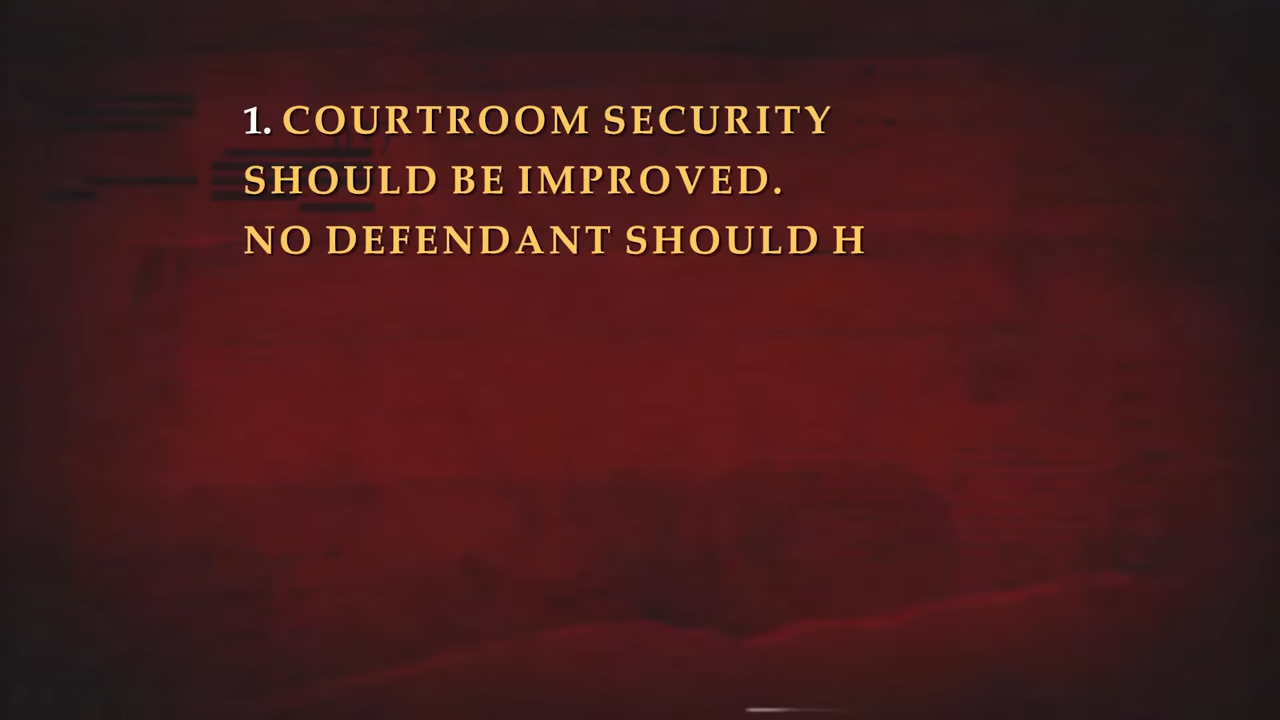 1. COURTROOM SECURITY
SHOULD BE IMPROVED.
NO DEFENDANT SHOULD H